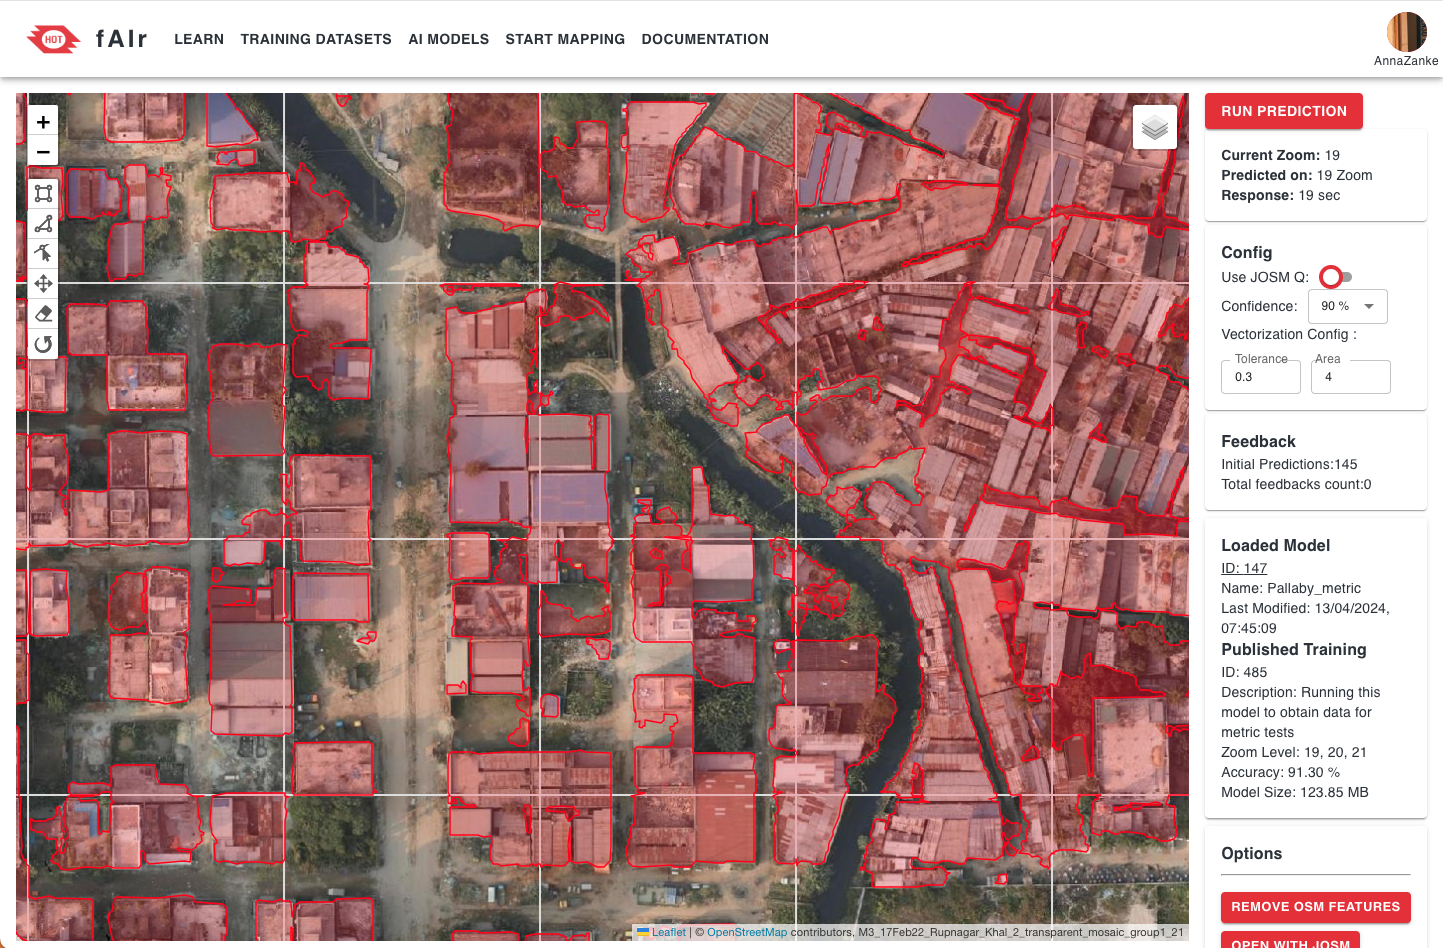 HOT fAIr LEARN TRAINING DATASETS AI MODELS START MAPPING DOCUMENTATION
AnnaZanke
+
−
RUN PREDICTION
Current Zoom: 19
Predicted on: 19 Zoom
Response: 19 sec
Config
Use JOSM Q:
Confidence: 90 %
Vectorization Config :
Tolerance Area
0.3 4
Feedback
Initial Predictions:145
Total feedbacks count:0
Loaded Model
ID: 147
Name: Pallaby_metric
Last Modified: 13/04/2024,
07:45:09
Published Training
ID: 485
Description: Running this
model to obtain data for
metric tests
Zoom Level: 19, 20, 21
Accuracy: 91.30 %
Model Size: 123.85 MB
Options
REMOVE OSM FEATURES
OPEN WITH JOSM
Leaflet | © OpenStreetMap contributors, M3_17Feb22_Rupnagar_Khal_2_transparent_mosaic_group1_21